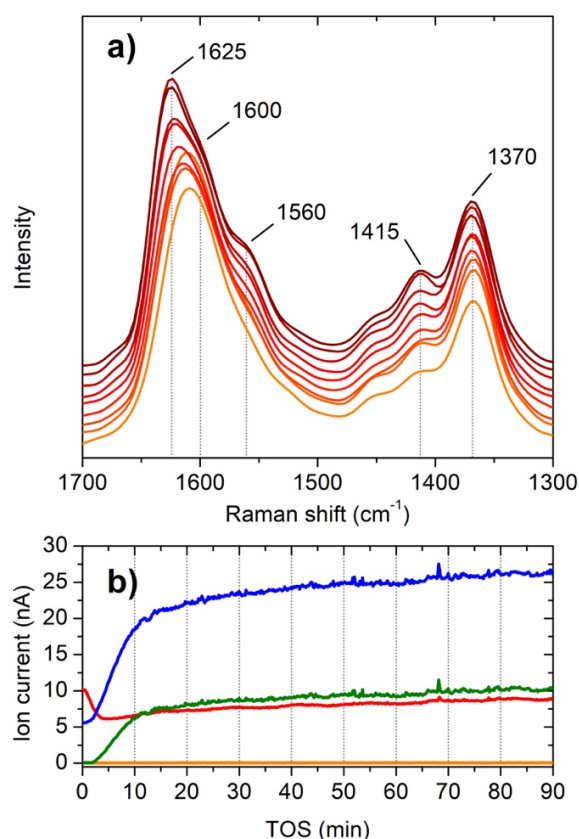 a)
1625
1600
1560
1415
1370
Intensity
1700 1600 1500 1400 1300
Raman shift (cm⁻¹)
b)
Ion current (nA)
30
25
20
15
10
5
0
0 10 20 30 40 50 60 70 80 90
TOS (min)